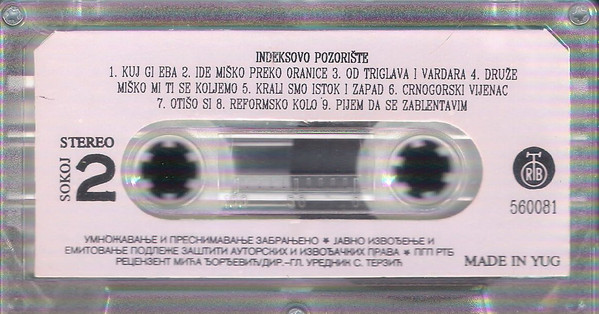 INDEKSOVO POZORIŠTE
1. KUJ GI EBA 2. IDE MIŠKO PREKO ORANICE 3. OD TRIGLAVA I VARDARA 4. DRUŽE
MIŠKO MI TI SE KOLJEMO 5. KRALI SMO ISTOK I ZAPAD 6. CRNOGORSKI VIJENAC
7. OTIŠO SI 8. REFORMSKO KOLO 9. PIJEM DA SE ZABLENTAVIM
STEREO
SOKOJ
2
RTB
560081
УМНОЖАВАЊЕ И ПРЕСНИМАВАЊЕ ЗАБРАЊЕНО * ЈАВНО ИЗВОЂЕЊЕ И
ЕМИТОВАЊЕ ПОДЛЕЖЕ ЗАШТИТИ АУТОРСКИХ И ИЗВОЂАЧКИХ ПРАВА * ПГП РТБ
РЕЦЕНЗЕНТ МИЋА ЂОРЂЕВИЋ/ДИР.-ГЛ. УРЕДНИК С. ТЕРЗИЋ
MADE IN YUG